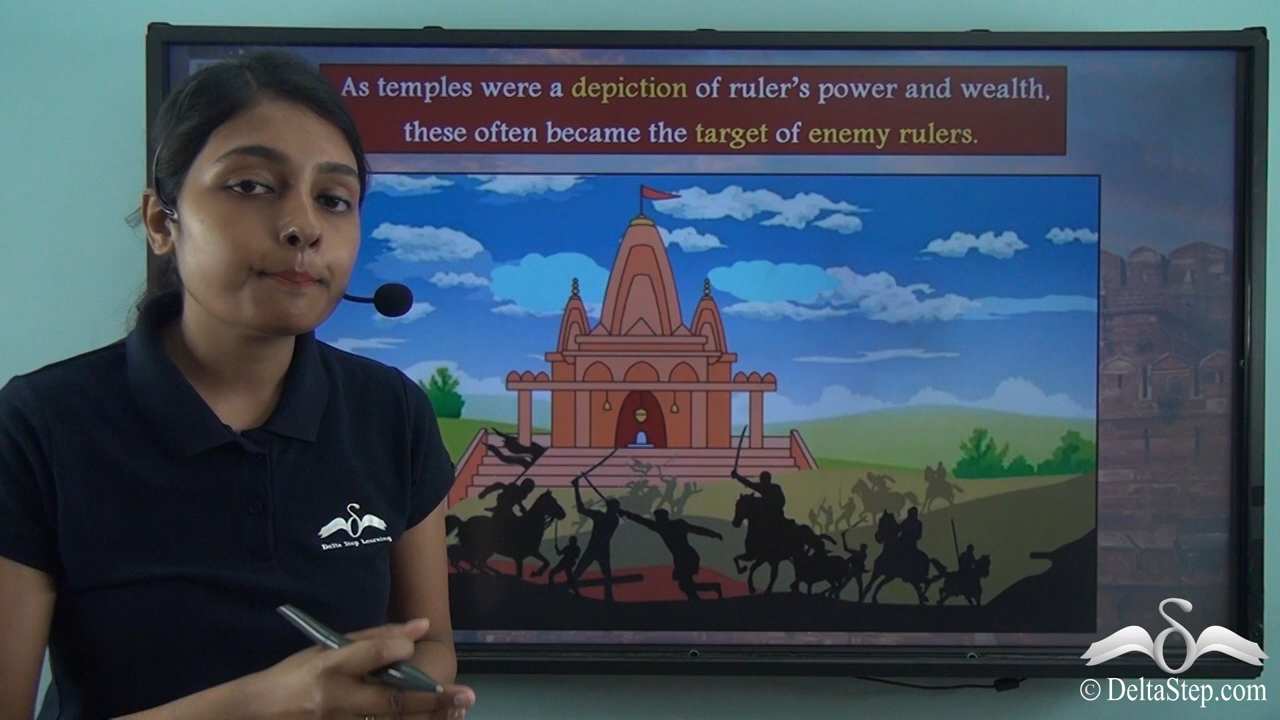 As temples were a depiction of ruler's power and wealth,
these often became the target of enemy rulers.
Delta Step Learning
© DeltaStep.com